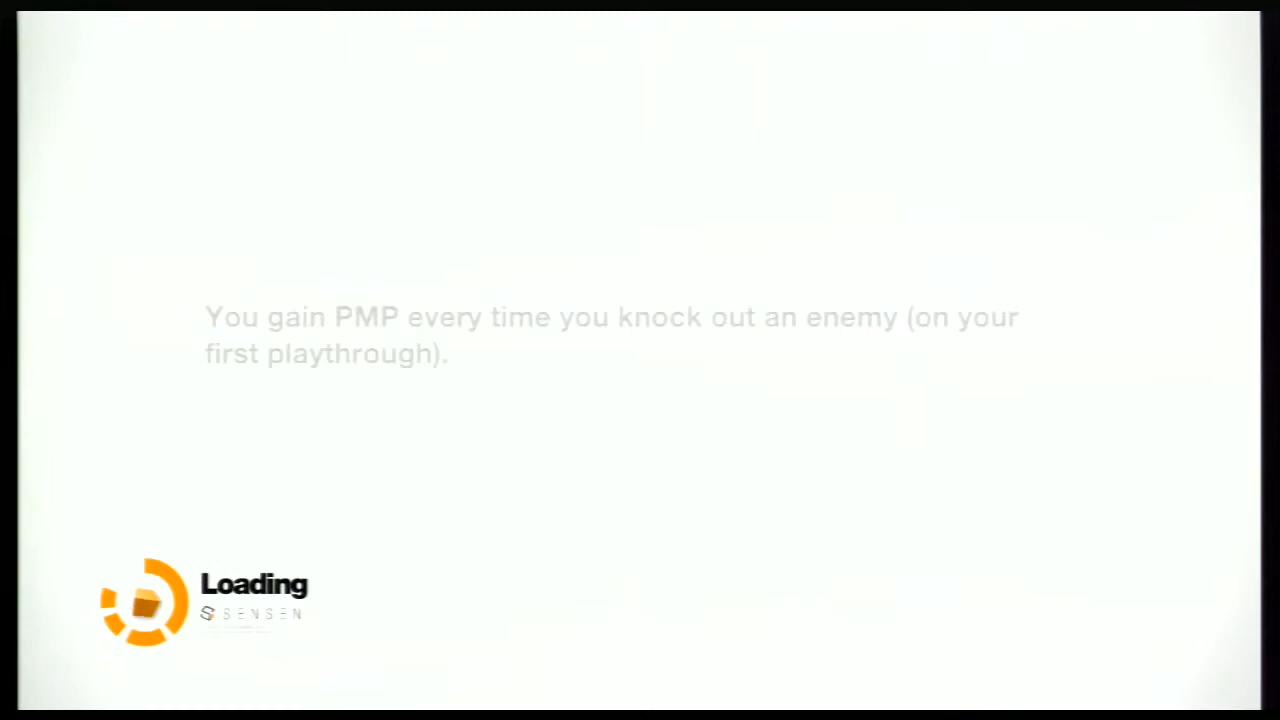 You gain PMP every time you knock out an enemy (on your
first playthrough).
Loading
SENSEN